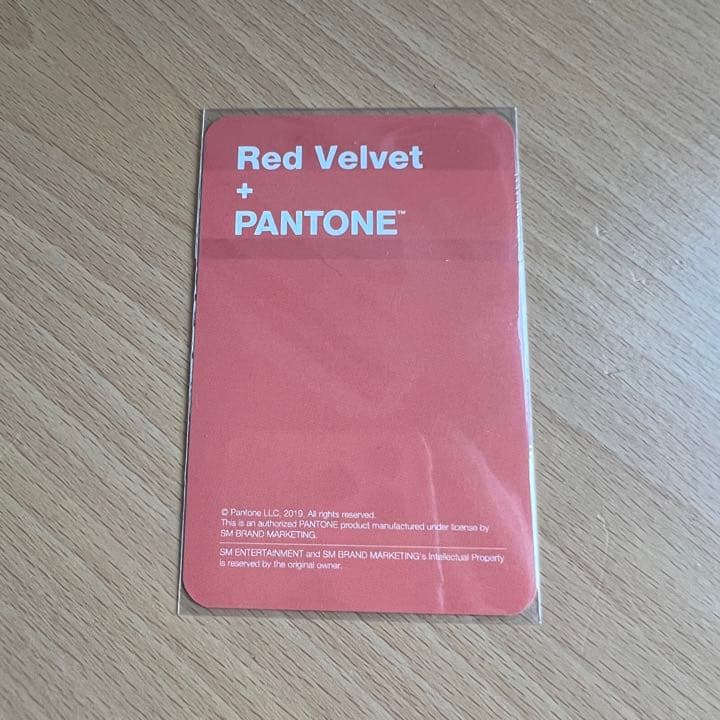 Red Velvet
+
PANTONE™
© Pantone LLC, 2019. All rights reserved.
This is an authorized PANTONE product manufactured under license by
SM BRAND MARKETING.
SM ENTERTAINMENT and SM BRAND MARKETING's Intellectual Property
is reserved by the original owner.